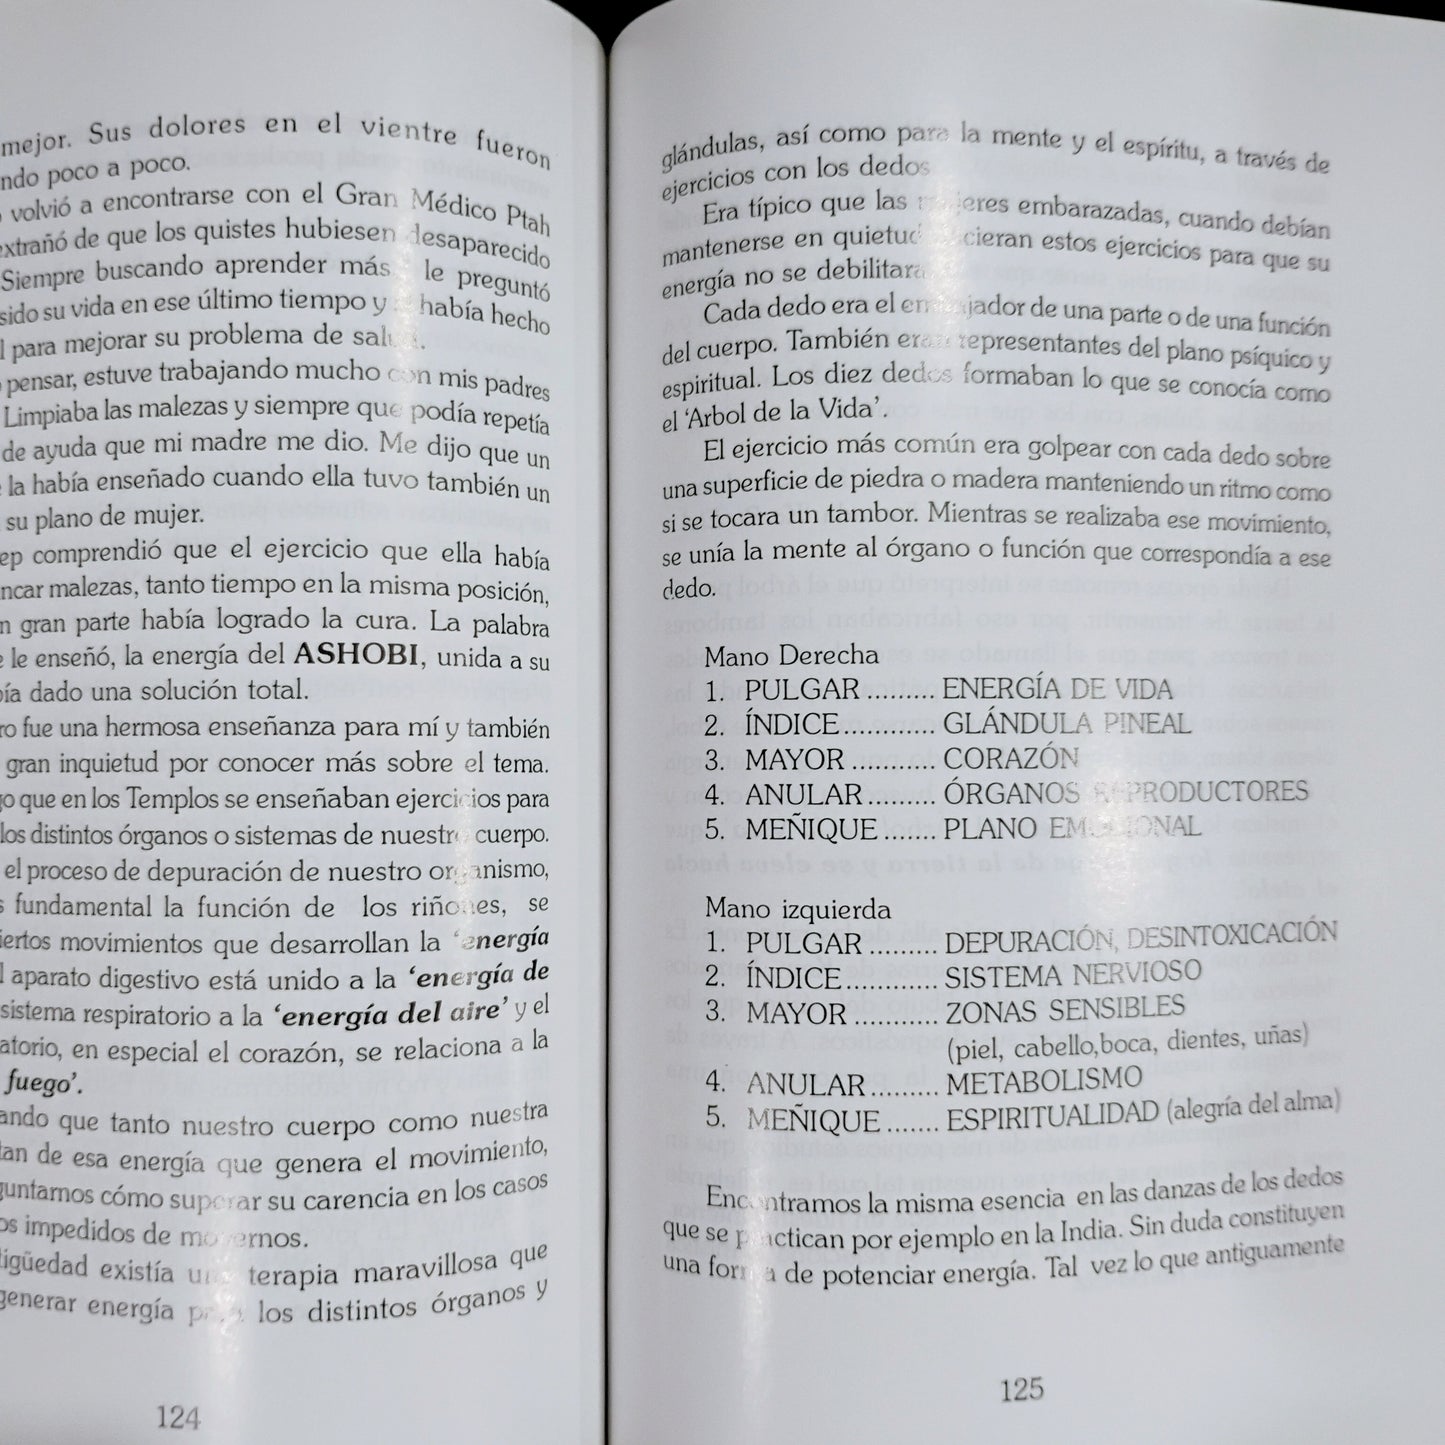 mejor. Sus dolores en el vientre fueron
ndo poco a poco.
volvió a encontrarse con el Gran Médico Ptah
extrañó de que los quistes hubiesen desaparecido
Siempre buscando aprender más le preguntó
sido su vida en ese último tiempo y había hecho
l para mejorar su problema de salud.
pensar, estuve trabajando mucho con mis padres
Limpiaba las malezas y siempre que podía repetía
de ayuda que mi madre me dio. Me dijo que un
la había enseñado cuando ella tuvo también un
su plano de mujer.
ep comprendió que el ejercicio que ella había
ncar malezas, tanto tiempo en la misma posición,
n gran parte había logrado la cura. La palabra
e le enseñó, la energía del ASHOBI, unida a su
bía dado una solución total.
ro fue una hermosa enseñanza para mí y también
gran inquietud por conocer más sobre el tema.
go que en los Templos se enseñaban ejercicios para
los distintos órganos o sistemas de nuestro cuerpo.
el proceso de depuración de nuestro organismo,
s fundamental la función de los riñones, se
iertos movimientos que desarrollan la ‘energía
l aparato digestivo está unido a la ‘energía de
sistema respiratorio a la ‘energía del aire’ y el
atorio, en especial el corazón, se relaciona a la
fuego’.
ando que tanto nuestro cuerpo como nuestra
tan de esa energía que genera el movimiento,
guntamos cómo superar su carencia en los casos
os impedidos de movernos.
tigüedad existía una terapia maravillosa que
generar energía para los distintos órganos y
124
glándulas, así como para la mente y el espíritu, a través de
ejercicios con los dedos
Era típico que las mujeres embarazadas, cuando debían
mantenerse en quietud hicieran estos ejercicios para que su
energía no se debilitara
Cada dedo era el embajador de una parte o de una función
del cuerpo. También eran representantes del plano psíquico y
espiritual. Los diez dedos formaban lo que se conocía como
el ‘Arbol de la Vida’.
El ejercicio más común era golpear con cada dedo sobre
una superficie de piedra o madera manteniendo un ritmo como
si se tocara un tambor. Mientras se realizaba ese movimiento,
se unía la mente al órgano o función que correspondía a ese
dedo.
Mano Derecha
1. PULGAR ......... ENERGÍA DE VIDA
2. ÍNDICE ............ GLÁNDULA PINEAL
3. MAYOR ........... CORAZÓN
4. ANULAR ......... ÓRGANOS REPRODUCTORES
5. MEÑIQUE ....... PLANO EMOCIONAL
Mano izquierda
1. PULGAR .......... DEPURACIÓN, DESINTOXICACIÓN
2. ÍNDICE ............ SISTEMA NERVIOSO
3. MAYOR ........... ZONAS SENSIBLES
(piel, cabello,boca, dientes, uñas)
4. ANULAR ......... METABOLISMO
5. MEÑIQUE ....... ESPIRITUALIDAD (alegría del alma)
Encontramos la misma esencia en las danzas de los dedos
que se practican por ejemplo en la India. Sin duda constituyen
una forma de potenciar energía. Tal vez lo que antiguamente
125